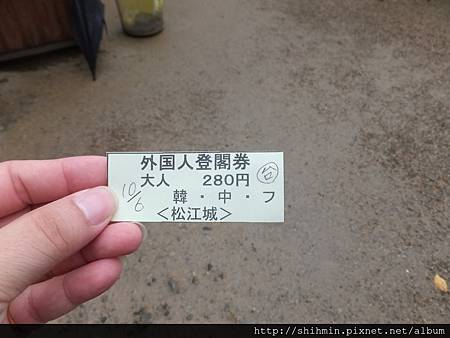 外国人登閣券
大人 280円 台
10/6 韓・中・フ
<松江城>
http://shihmin.pixnet.net/album